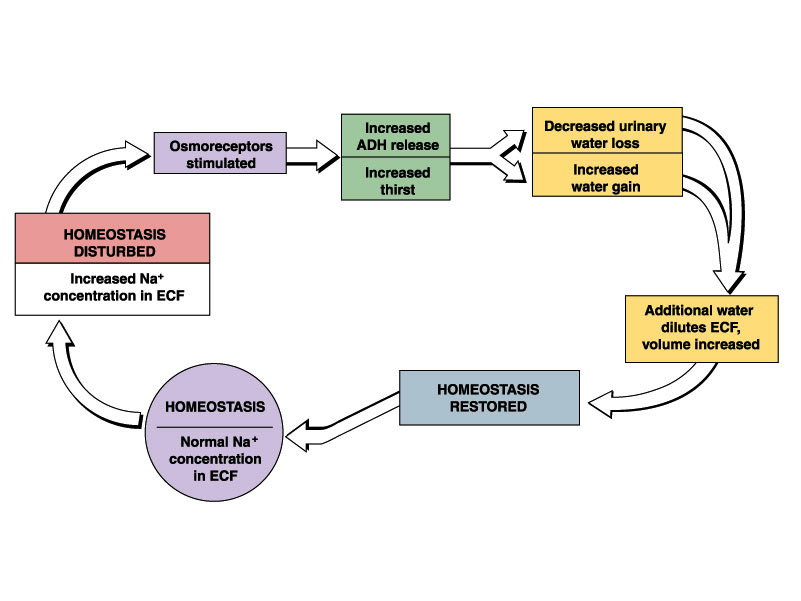 Osmoreceptors
stimulated
Increased
ADH release
Increased
thirst
Decreased urinary
water loss
Increased
water gain
HOMEOSTASIS
DISTURBED
Increased Na⁺
concentration in ECF
Additional water
dilutes ECF,
volume increased
HOMEOSTASIS
RESTORED
HOMEOSTASIS
Normal Na⁺
concentration
in ECF